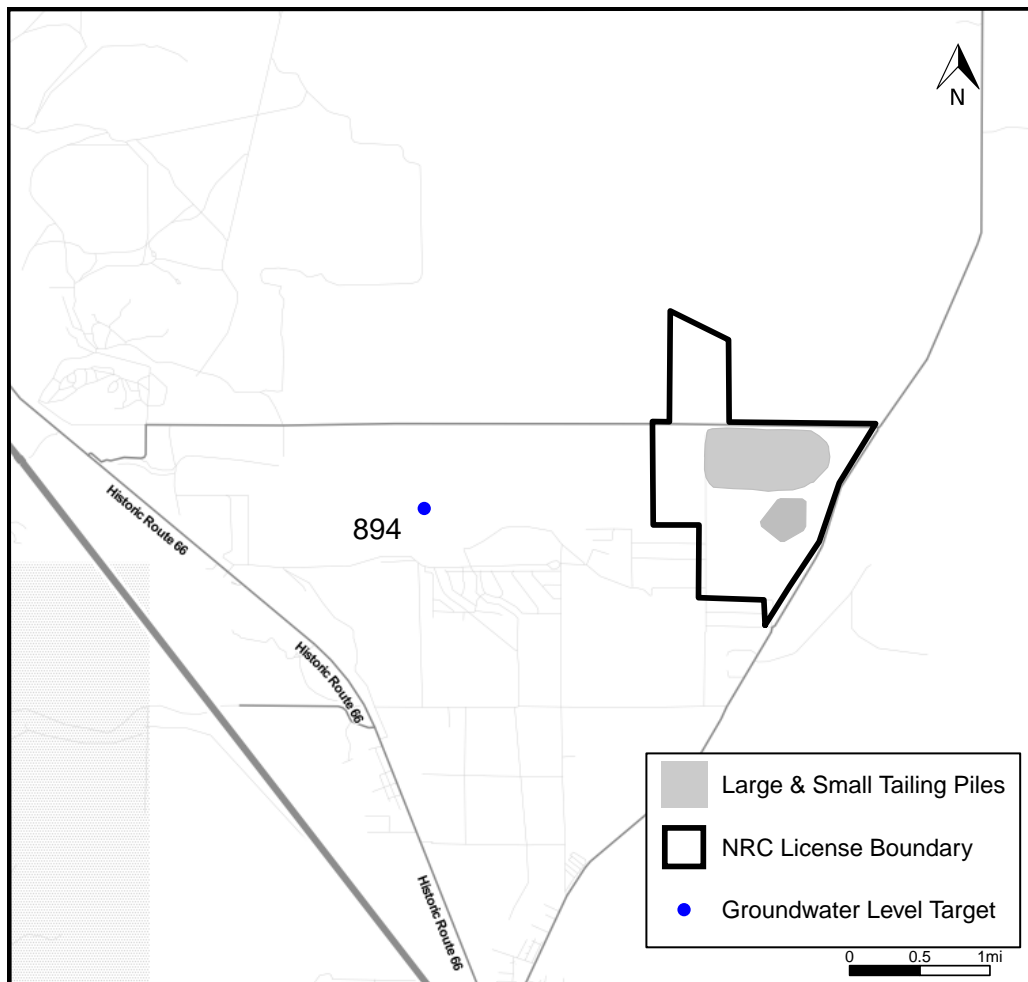 N
Historic Route 66
894
Historic Route 66
Historic Route 66
Large & Small Tailing Piles
NRC License Boundary
Groundwater Level Target
0 0.5 1mi